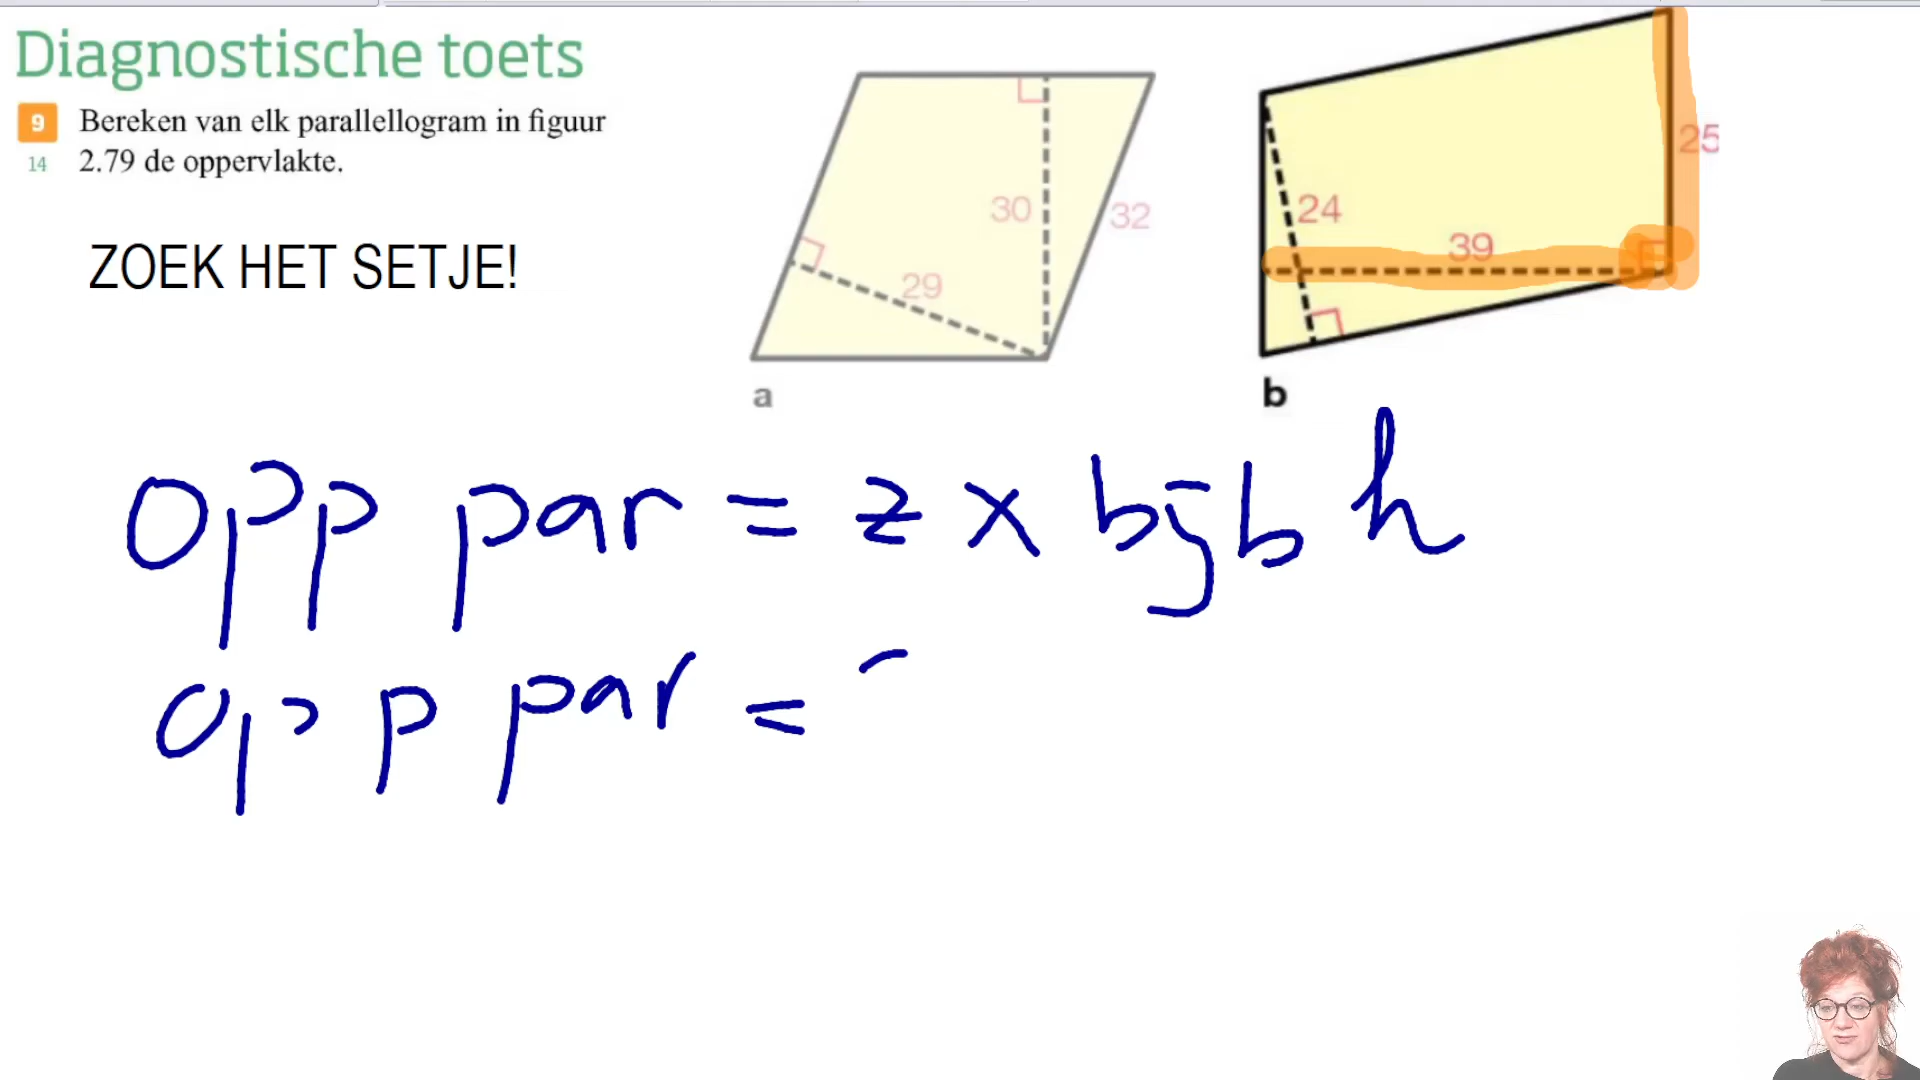 Diagnostische toets
9 Bereken van elk parallellogram in figuur
14 2.79 de oppervlakte.
ZOEK HET SETJE!
30
32
29
a
25
24
39
b
opp par = z x bijb h
opp par =